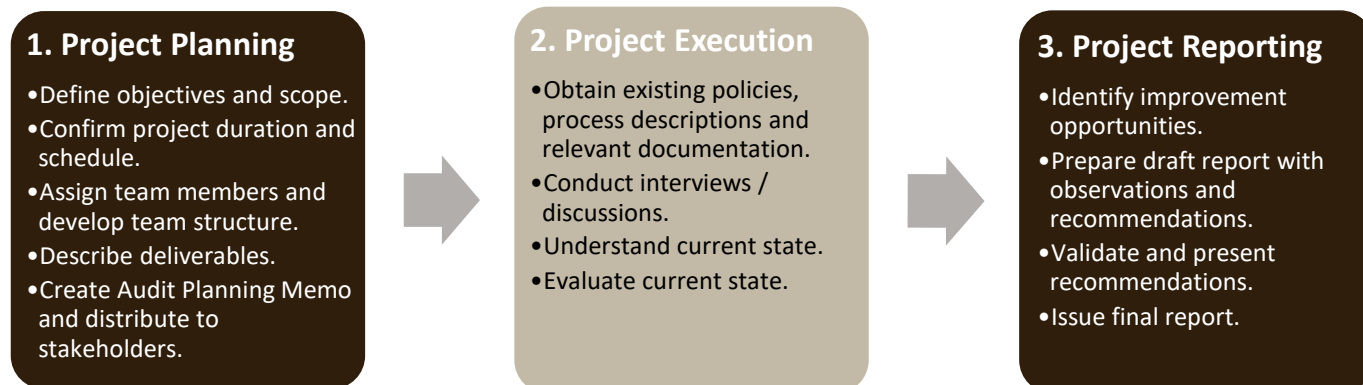 1. Project Planning
•Define objectives and scope.
•Confirm project duration and
schedule.
•Assign team members and
develop team structure.
•Describe deliverables.
•Create Audit Planning Memo
and distribute to
stakeholders.
2. Project Execution
•Obtain existing policies,
process descriptions and
relevant documentation.
•Conduct interviews /
discussions.
•Understand current state.
•Evaluate current state.
3. Project Reporting
•Identify improvement
opportunities.
•Prepare draft report with
observations and
recommendations.
•Validate and present
recommendations.
•Issue final report.